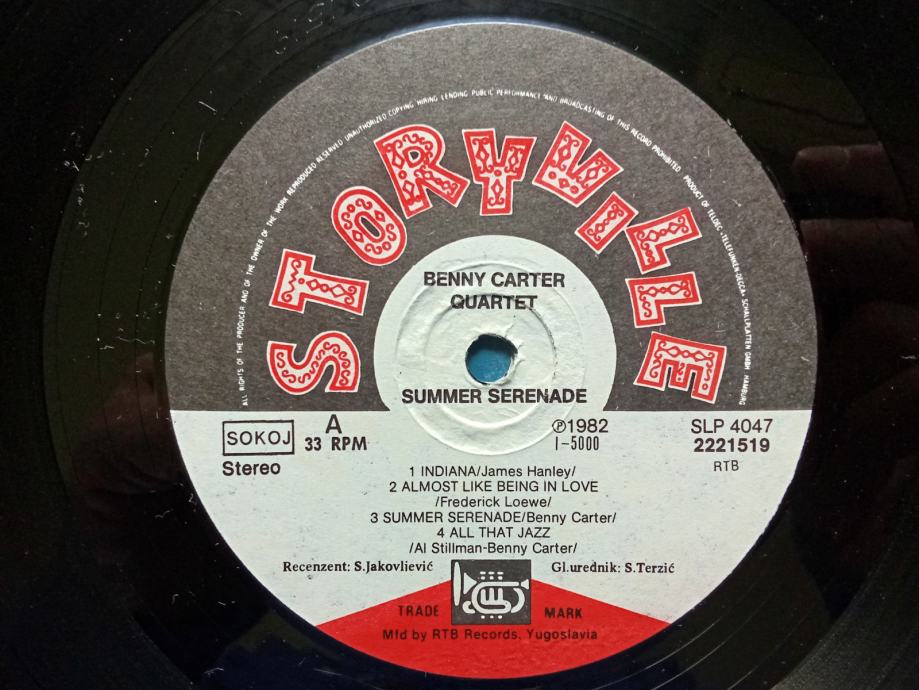 ALL RIGHTS OF THE PRODUCER AND OF THE OWNER OF THE WORK REPRODUCED RESERVED UNAUTHORIZED COPYING HIRING LENDING PUBLIC PERFORMANCE AND BROADCASTING OF THIS RECORD PROHIBITED. PRODUCT OF TELDEC »TELEFUNKEN-DECCA« SCHALLPLATTEN GMBH HAMBURG
STORYVILLE
BENNY CARTER
QUARTET
SUMMER SERENADE
SOKOJ
A
33 RPM
Stereo
℗1982
I-5000
SLP 4047
2221519
RTB
1 INDIANA/James Hanley/
2 ALMOST LIKE BEING IN LOVE
/Frederick Loewe/
3 SUMMER SERENADE/Benny Carter/
4 ALL THAT JAZZ
/Al Stillman-Benny Carter/
Recenzent: S.Jakovljević
Gl.urednik: S.Terzić
TRADE MARK
Mfd by RTB Records, Yugoslavia